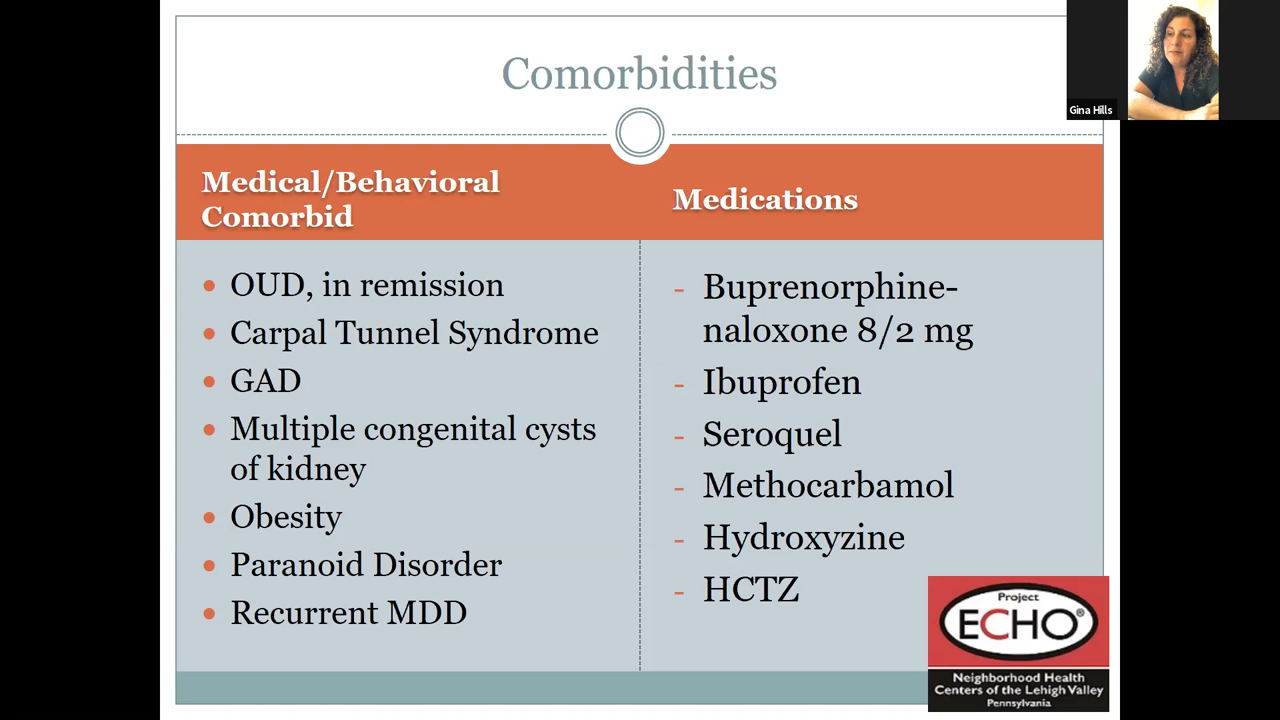 Comorbidities
Gina Hills
Medical/Behavioral
Comorbid
Medications
• OUD, in remission
• Carpal Tunnel Syndrome
• GAD
• Multiple congenital cysts
of kidney
• Obesity
• Paranoid Disorder
• Recurrent MDD
- Buprenorphine-
naloxone 8/2 mg
- Ibuprofen
- Seroquel
- Methocarbamol
- Hydroxyzine
- HCTZ
Project
ECHO®
Neighborhood Health
Centers of the Lehigh Valley
Pennsylvania